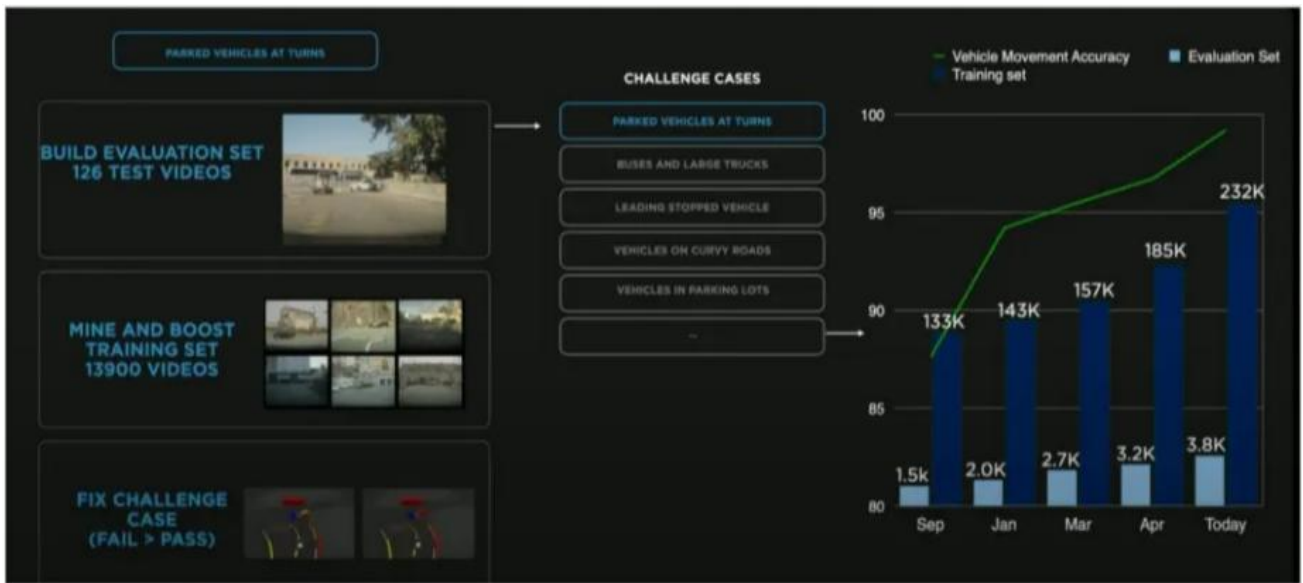 PARKED VEHICLES AT TURNS
BUILD EVALUATION SET
126 TEST VIDEOS
MINE AND BOOST
TRAINING SET
13900 VIDEOS
FIX CHALLENGE
CASE
(FAIL > PASS)
CHALLENGE CASES
PARKED VEHICLES AT TURNS
BUSES AND LARGE TRUCKS
LEADING STOPPED VEHICLE
VEHICLES ON CURVY ROADS
VEHICLES IN PARKING LOTS
...
Vehicle Movement Accuracy
Evaluation Set
Training set
100
95
90
85
80
133K
143K
157K
185K
232K
1.5k
2.0K
2.7K
3.2K
3.8K
Sep
Jan
Mar
Apr
Today